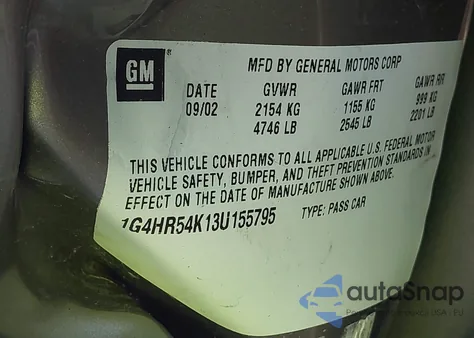 GM
MFD BY GENERAL MOTORS CORP
DATE GVWR GAWR FRT GAWR RR
09/02 2154 KG 1155 KG 999 KG
4746 LB 2545 LB 2201 LB
THIS VEHICLE CONFORMS TO ALL APPLICABLE U.S. FEDERAL MOTOR
VEHICLE SAFETY, BUMPER, AND THEFT PREVENTION STANDARDS IN
EFFECT ON THE DATE OF MANUFACTURE SHOWN ABOVE.
1G4HR54K13U155795 TYPE: PASS CAR
autoSnap